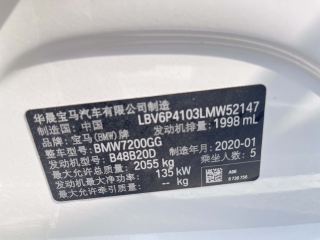 华晨宝马汽车有限公司制造
制造国：中国 LBV6P4103LMW52147
品牌：宝马(BMW)牌 发动机排量：1998 mL
整车型号：BMW7200GG
发动机型号：B48B20D 制造年月：2020-01
最大允许总质量：2055 kg 乘坐人数：5
发动机最大净功率：135 kW
最大允许牵引质量：--/-- kg